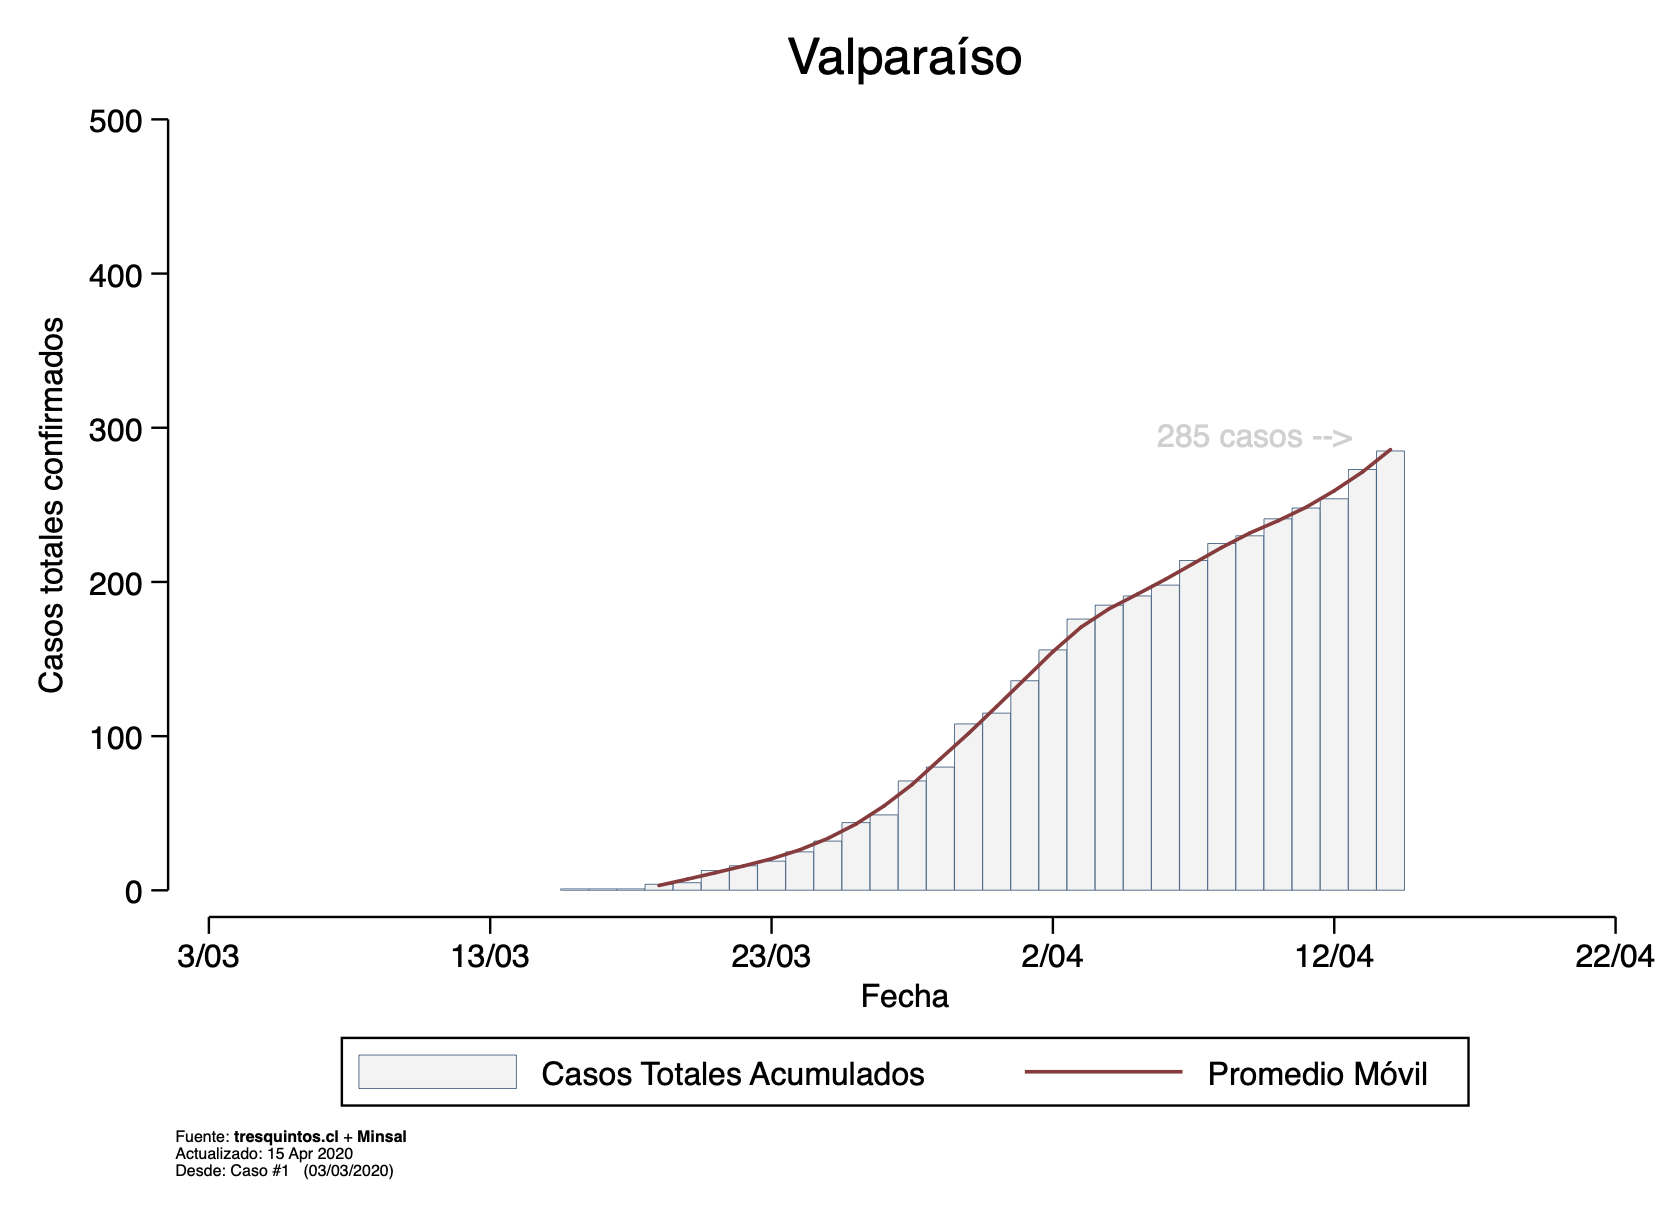 Valparaíso
500
400
300
200
100
0
Casos totales confirmados
285 casos -->
3/03 13/03 23/03 2/04 12/04 22/04
Fecha
Casos Totales Acumulados Promedio Móvil
Fuente: tresquintos.cl + Minsal
Actualizado: 15 Apr 2020
Desde: Caso #1 (03/03/2020)